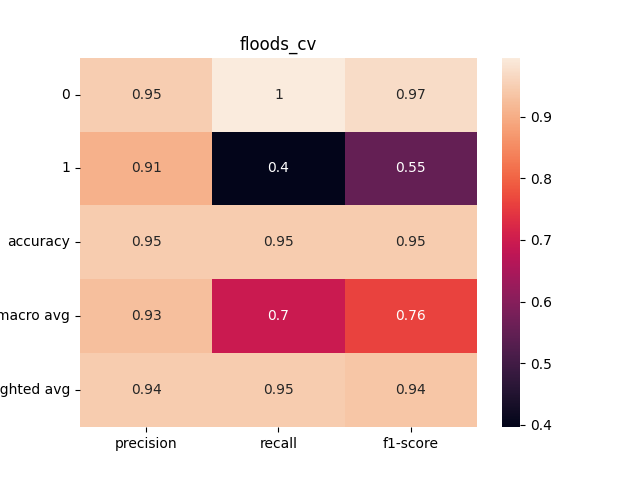 floods_cv
0 0.95 1 0.97
1 0.91 0.4 0.55
accuracy 0.95 0.95 0.95
macro avg 0.93 0.7 0.76
ghted avg 0.94 0.95 0.94
precision recall f1-score
0.9
0.8
0.7
0.6
0.5
0.4